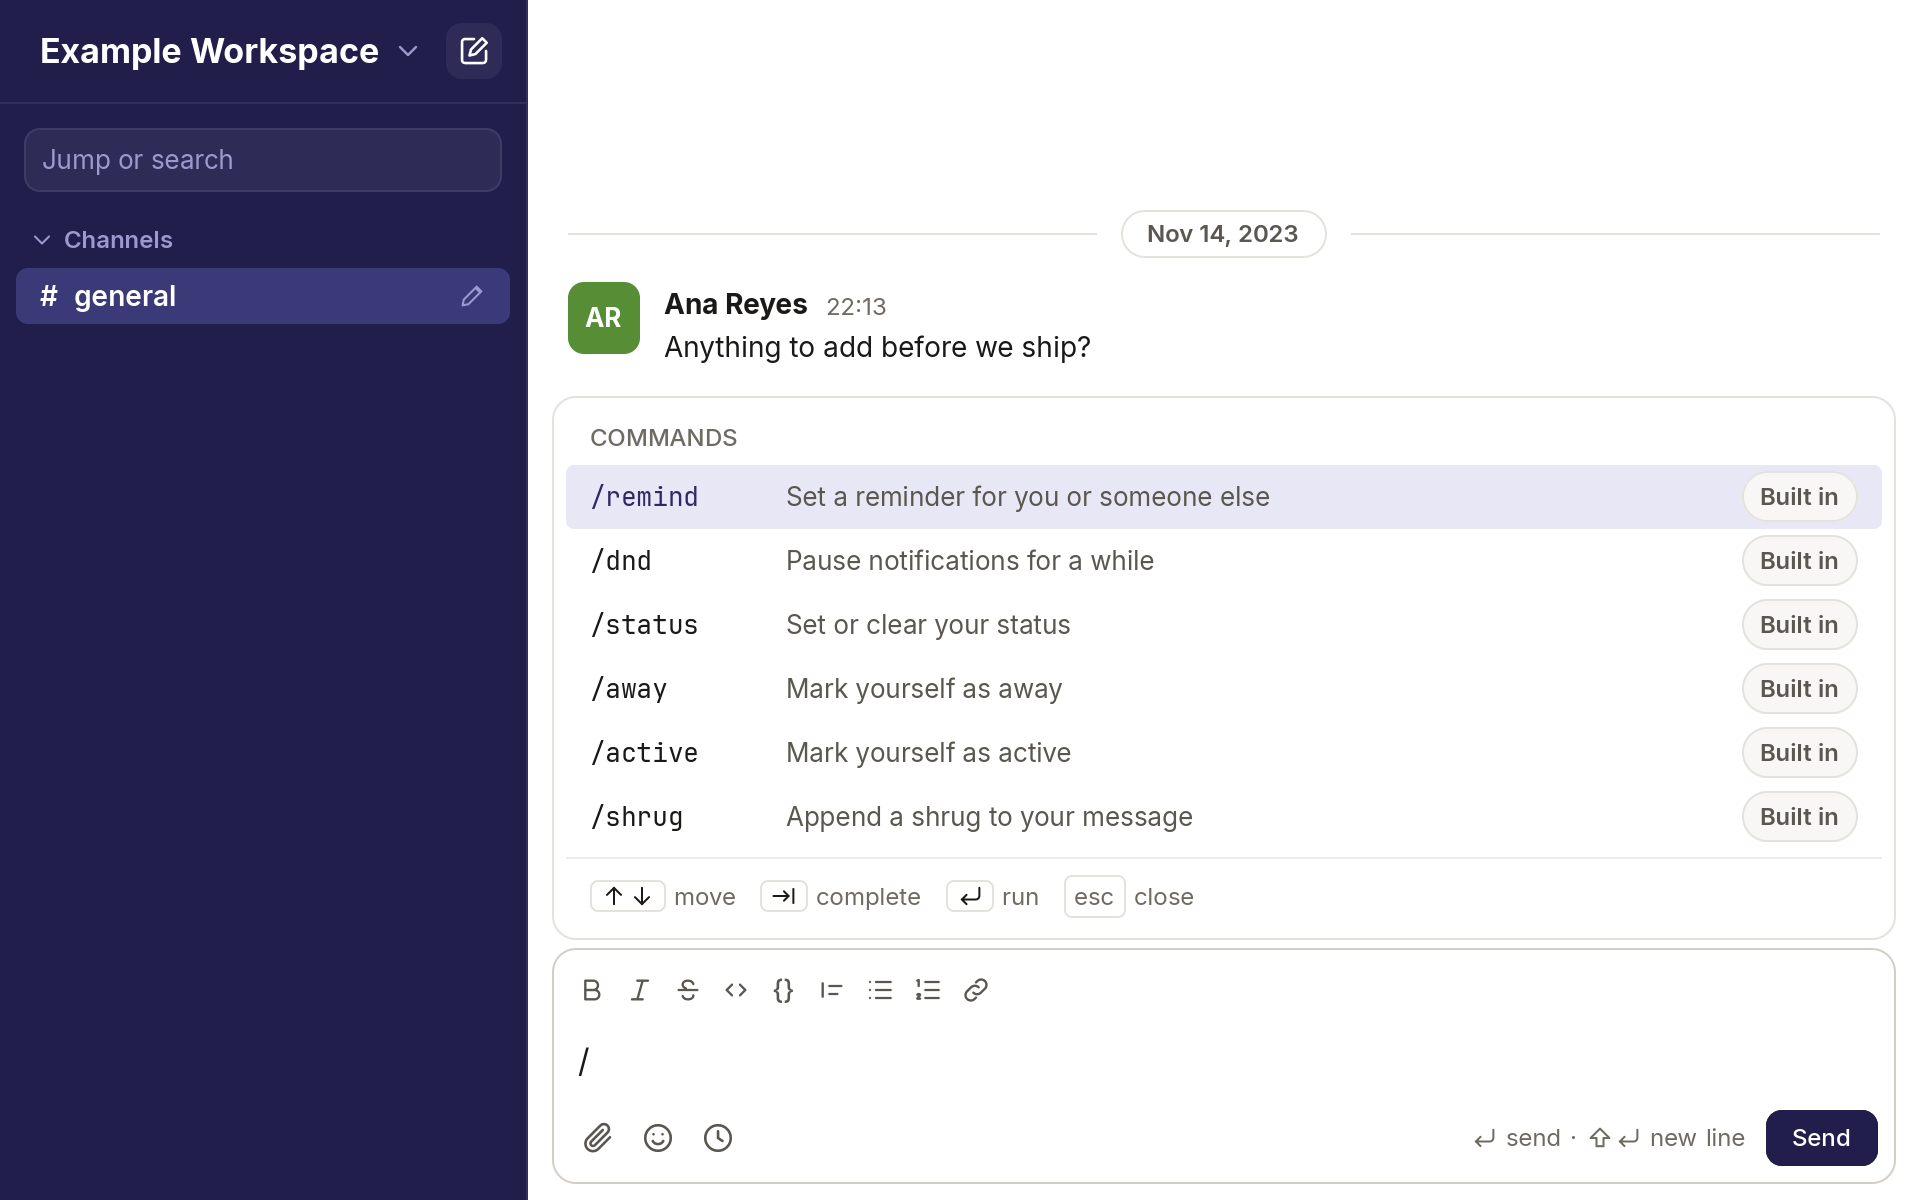 Example Workspace
Jump or search
Channels
# general
Nov 14, 2023
AR
Ana Reyes 22:13
Anything to add before we ship?
COMMANDS
/remind Set a reminder for you or someone else Built in
/dnd Pause notifications for a while Built in
/status Set or clear your status Built in
/away Mark yourself as away Built in
/active Mark yourself as active Built in
/shrug Append a shrug to your message Built in
↑ ↓ move ⇥ complete ↵ run esc close
/
↵ send · ⇧ ↵ new line Send